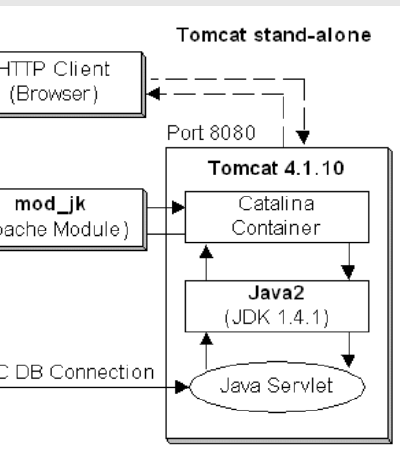 Tomcat stand-alone
HTTP Client
(Browser)
Port 8080
Tomcat 4.1.10
mod_jk
Module)
Catalina
Container
Java2
(JDK 1.4.1)
DB Connection
Java Servlet